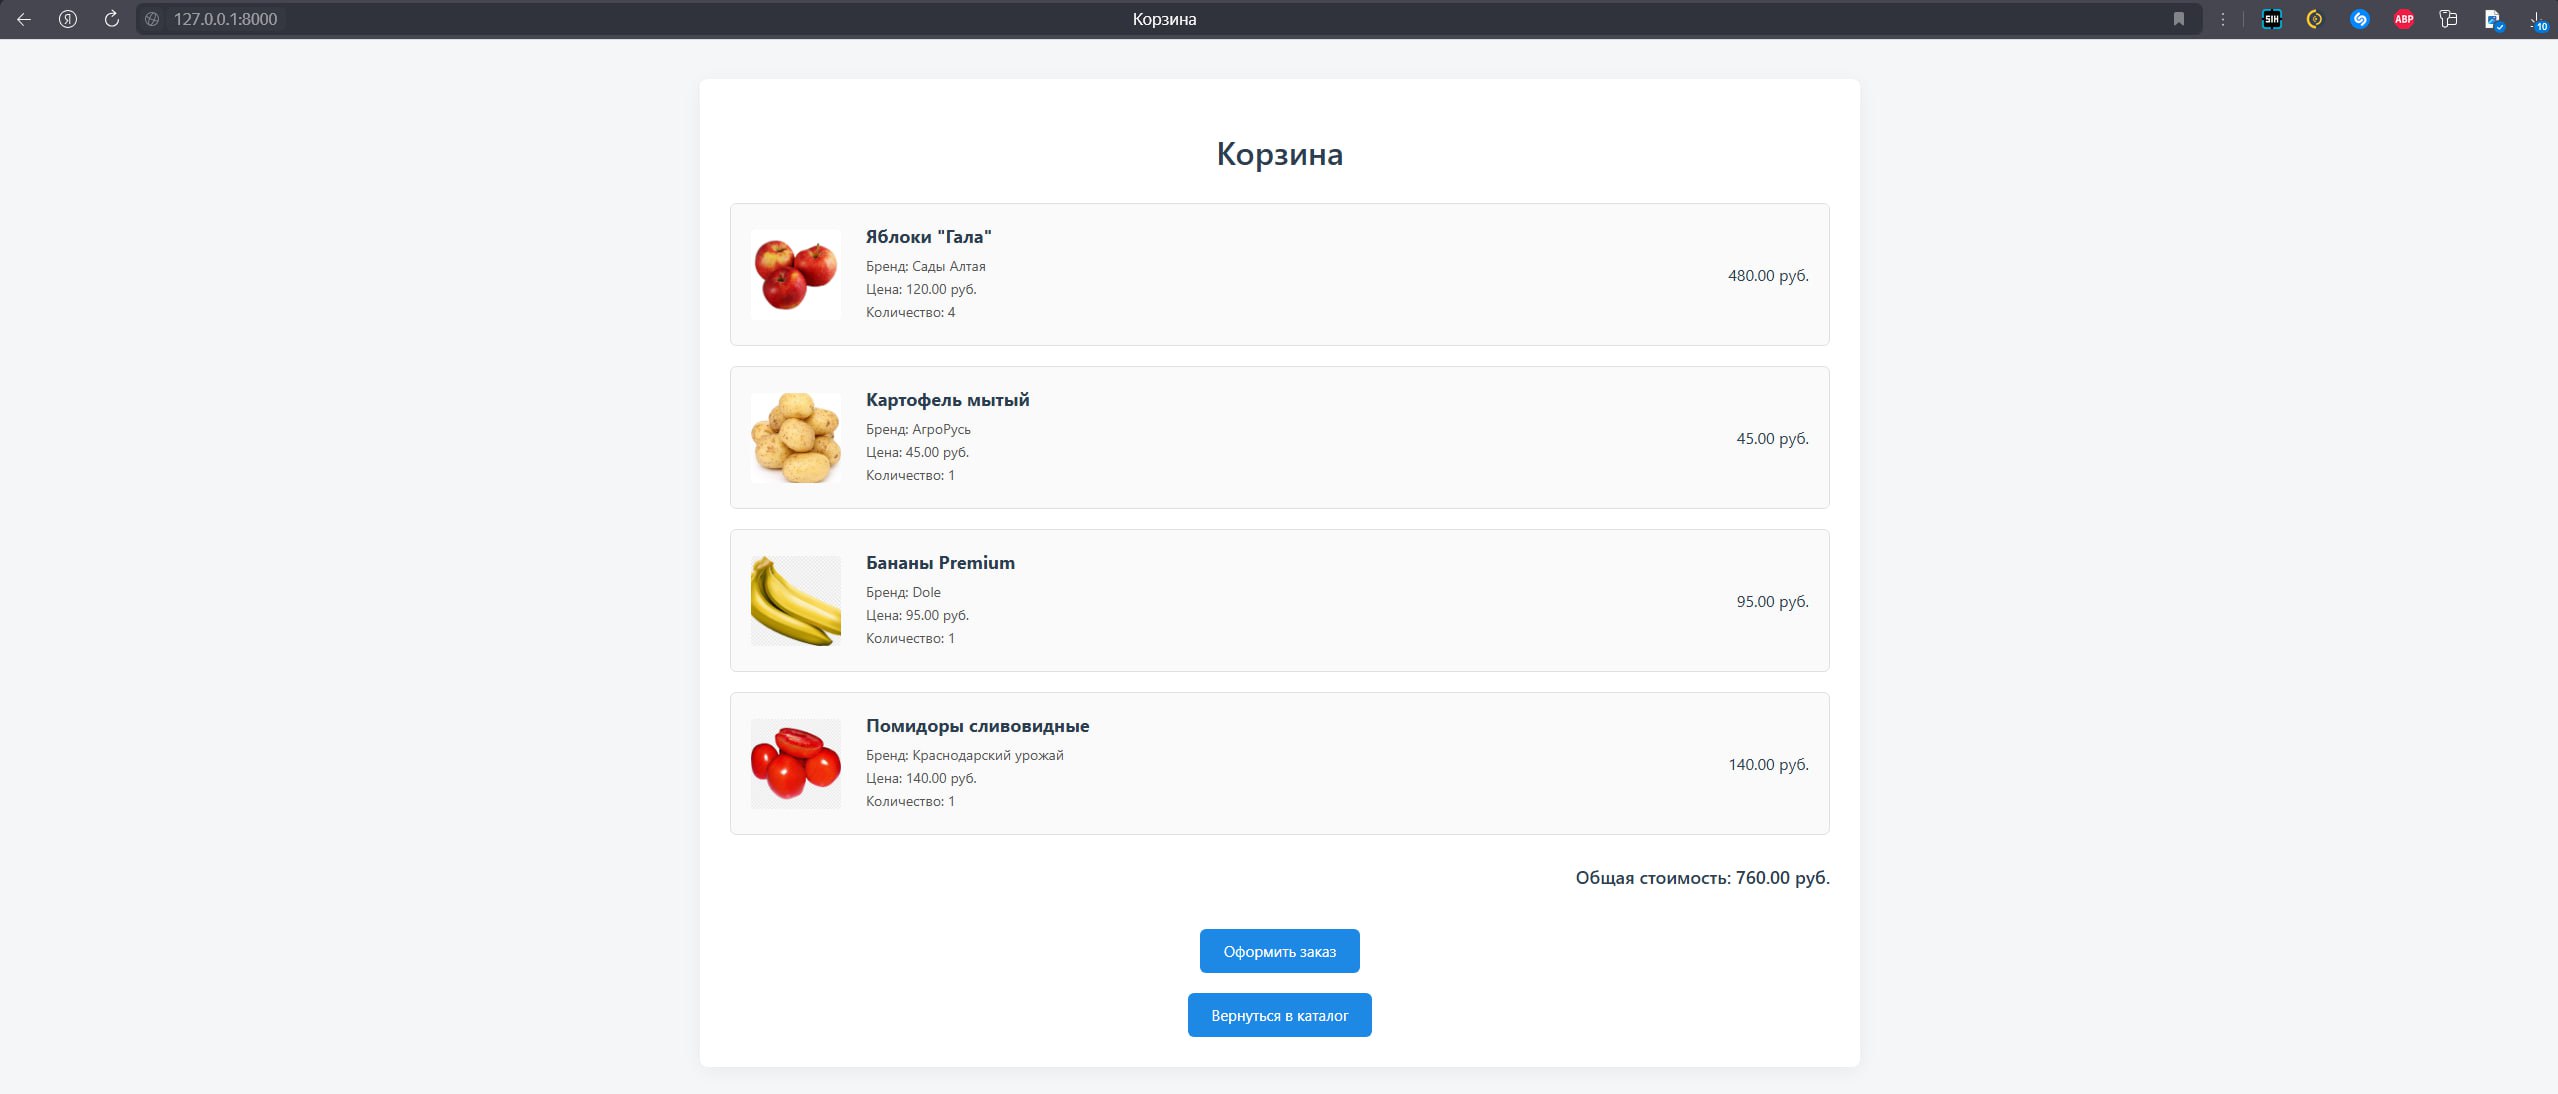 127.0.0.1:8000
Корзина
SIH
ABP
10
Корзина
Яблоки "Гала"
Бренд: Сады Алтая
Цена: 120.00 руб.
Количество: 4
480.00 руб.
Картофель мытый
Бренд: АгроРусь
Цена: 45.00 руб.
Количество: 1
45.00 руб.
Бананы Premium
Бренд: Dole
Цена: 95.00 руб.
Количество: 1
95.00 руб.
Помидоры сливовидные
Бренд: Краснодарский урожай
Цена: 140.00 руб.
Количество: 1
140.00 руб.
Общая стоимость: 760.00 руб.
Оформить заказ
Вернуться в каталог